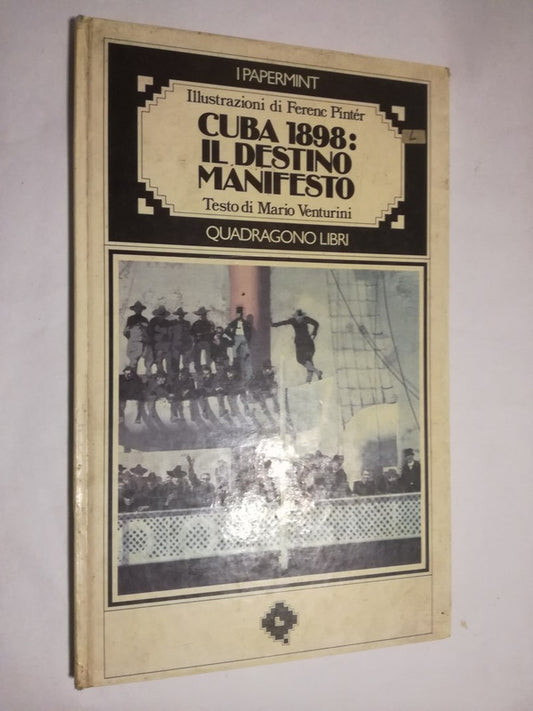 I PAPERMINT
Illustrazioni di Ferenc Pintér
CUBA 1898:
IL DESTINO
MANIFESTO
Testo di Mario Venturini
QUADRAGONO LIBRI
L